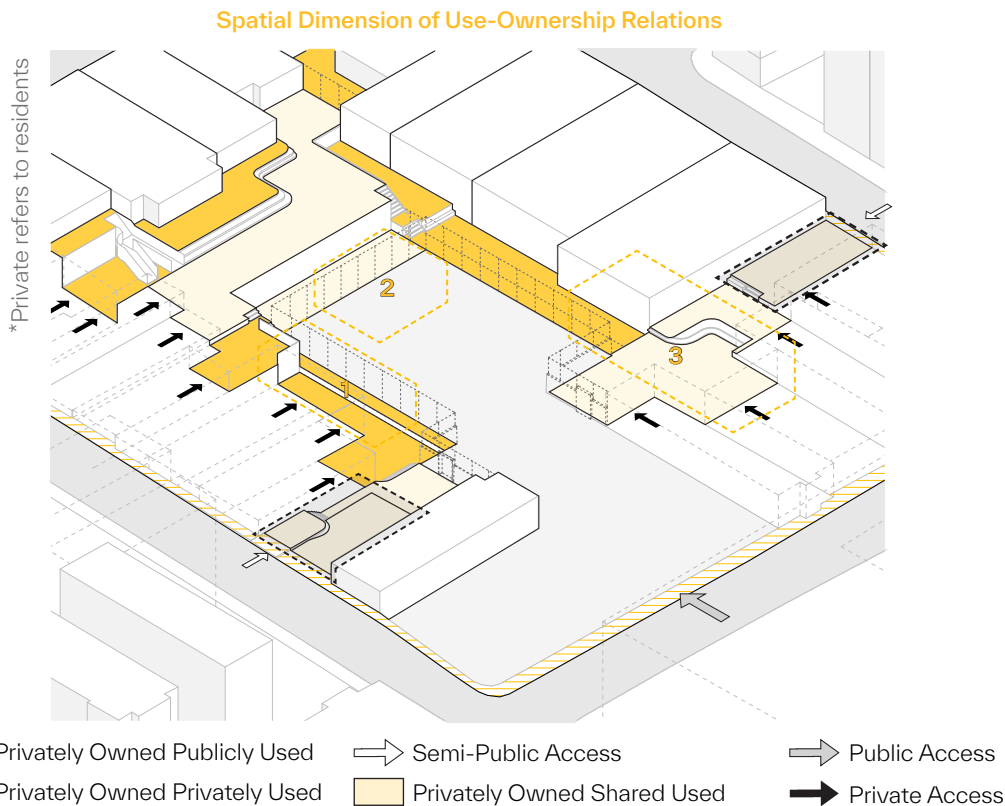 Spatial Dimension of Use-Ownership Relations
*Private refers to residents
2
3
1
Privately Owned Publicly Used
Semi-Public Access
Public Access
Privately Owned Privately Used
Privately Owned Shared Used
Private Access